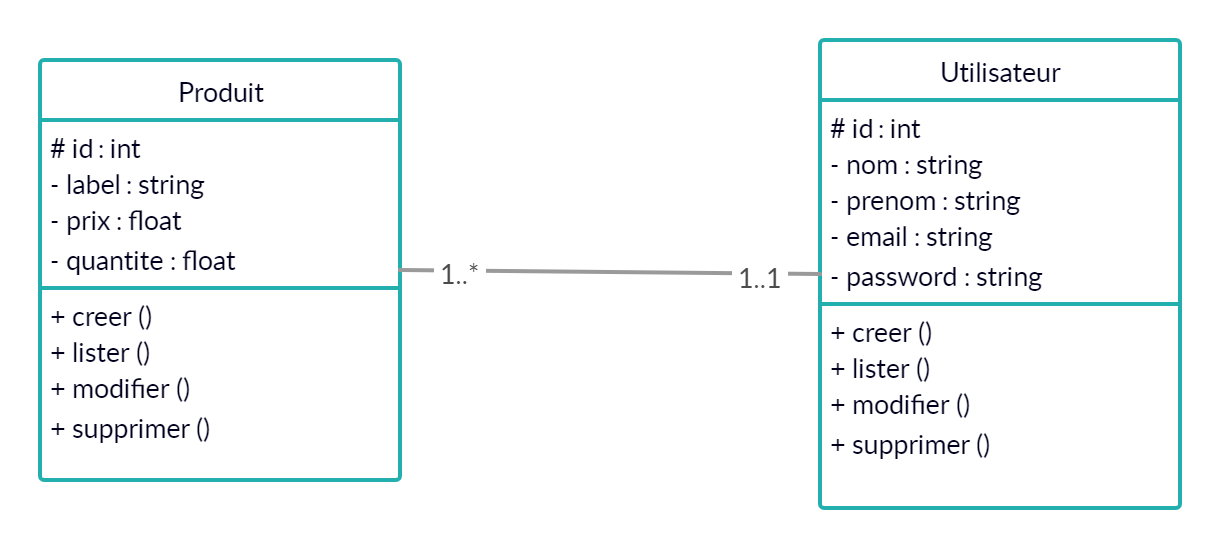 Produit
# id : int
- label : string
- prix : float
- quantite : float
+ creer ()
+ lister ()
+ modifier ()
+ supprimer ()
1..*
1..1
Utilisateur
# id : int
- nom : string
- prenom : string
- email : string
- password : string
+ creer ()
+ lister ()
+ modifier ()
+ supprimer ()